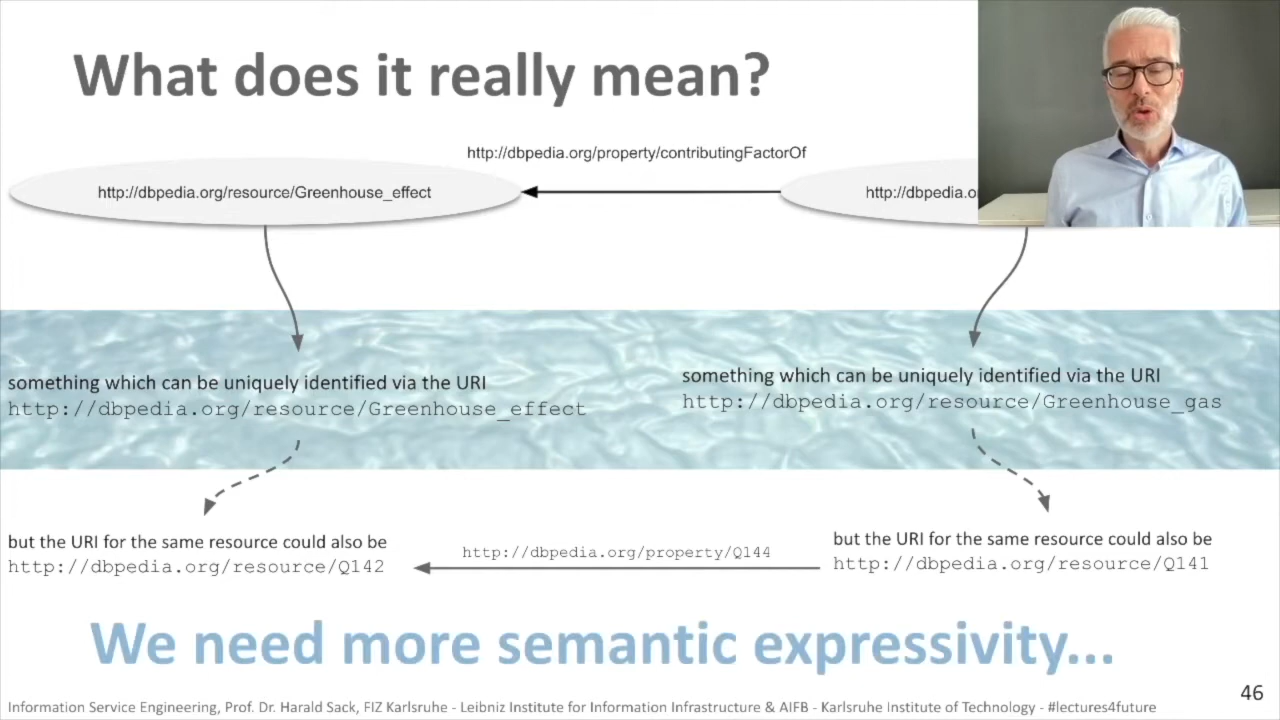 What does it really mean?
http://dbpedia.org/property/contributingFactorOf
http://dbpedia.org/resource/Greenhouse_effect
http://dbpedia.o
something which can be uniquely identified via the URI
http://dbpedia.org/resource/Greenhouse_effect
something which can be uniquely identified via the URI
http://dbpedia.org/resource/Greenhouse_gas
but the URI for the same resource could also be
http://dbpedia.org/resource/Q142
http://dbpedia.org/property/Q144
but the URI for the same resource could also be
http://dbpedia.org/resource/Q141
We need more semantic expressivity...
46
Information Service Engineering, Prof. Dr. Harald Sack, FIZ Karlsruhe - Leibniz Institute for Information Infrastructure & AIFB - Karlsruhe Institute of Technology - #lectures4future